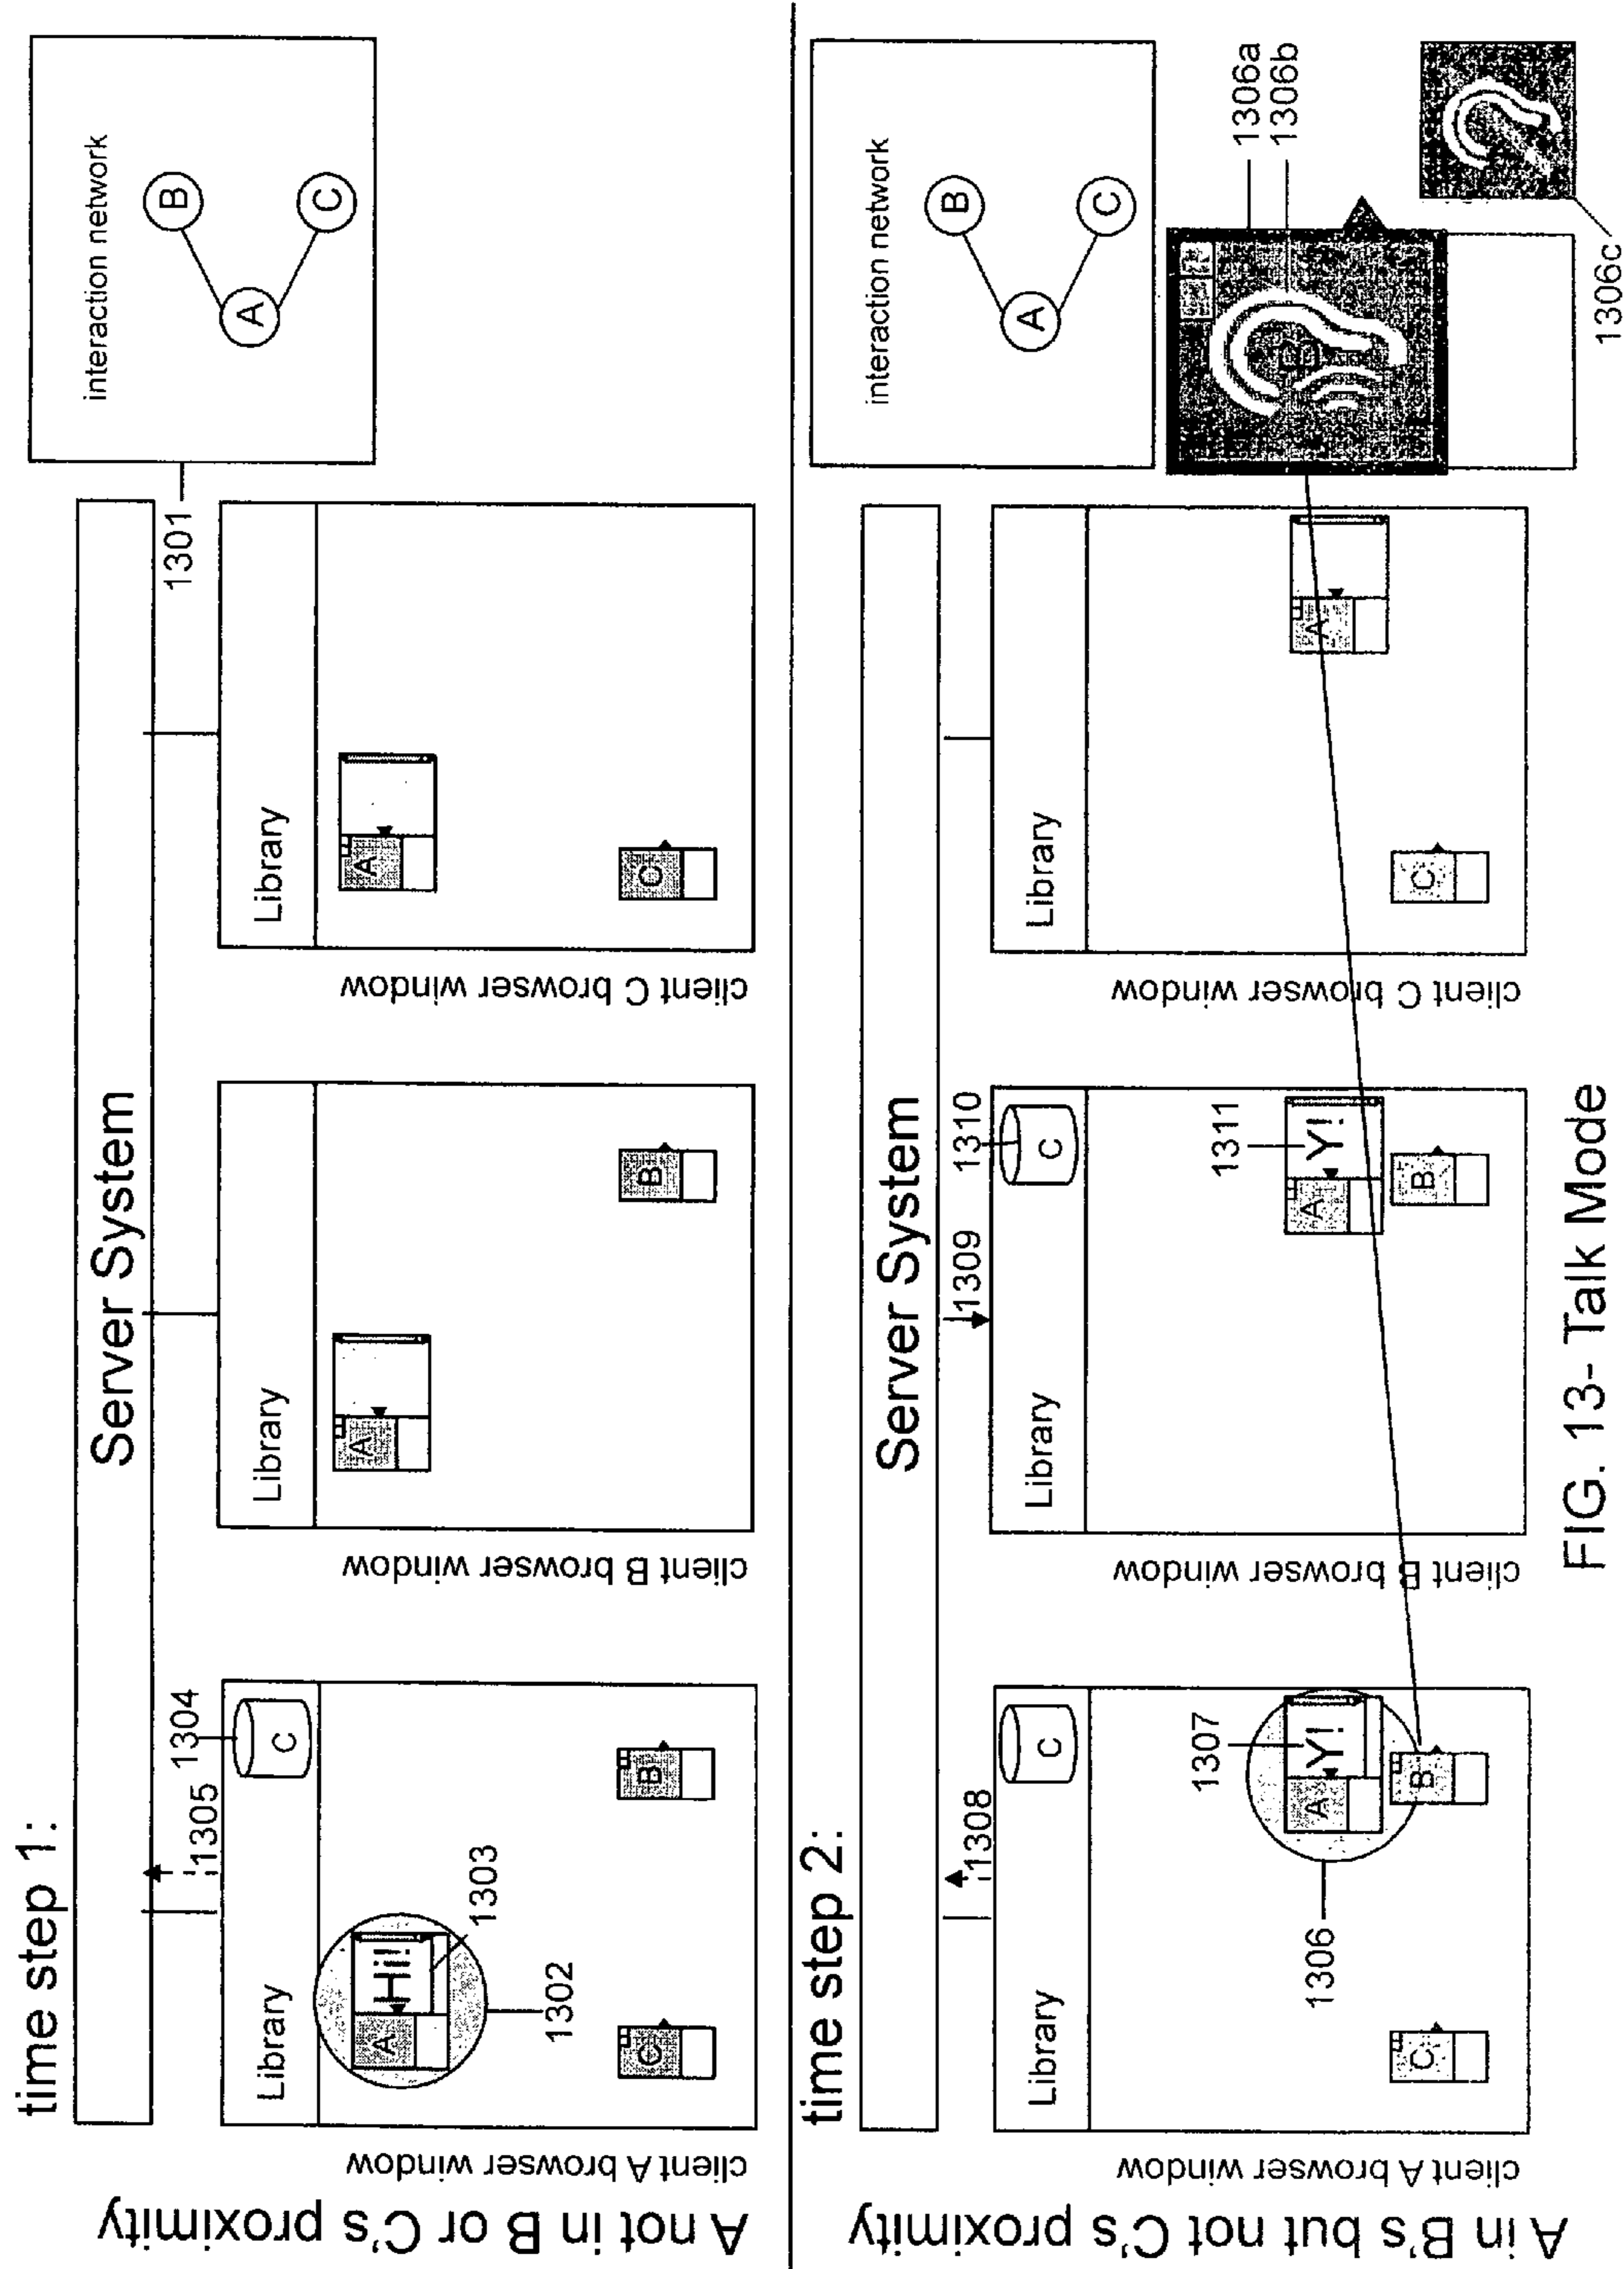 time step 1:
Server System
A not in B or C's proximity
client A browser window
Library
1304
C
1305
A
Hi!
1303
1302
C
B
client B browser window
Library
A
B
client C browser window
Library
A
C
1301
interaction network
A
B
C
time step 2:
Server System
A in B's but not C's proximity
client A browser window
Library
C
1308
A
Y!
1307
1306
C
B
client B browser window
Library
1309
1310
C
A
Y!
1311
B
client C browser window
Library
A
C
interaction network
A
B
C
1306a
1306b
1306c
FIG. 13- Talk Mode